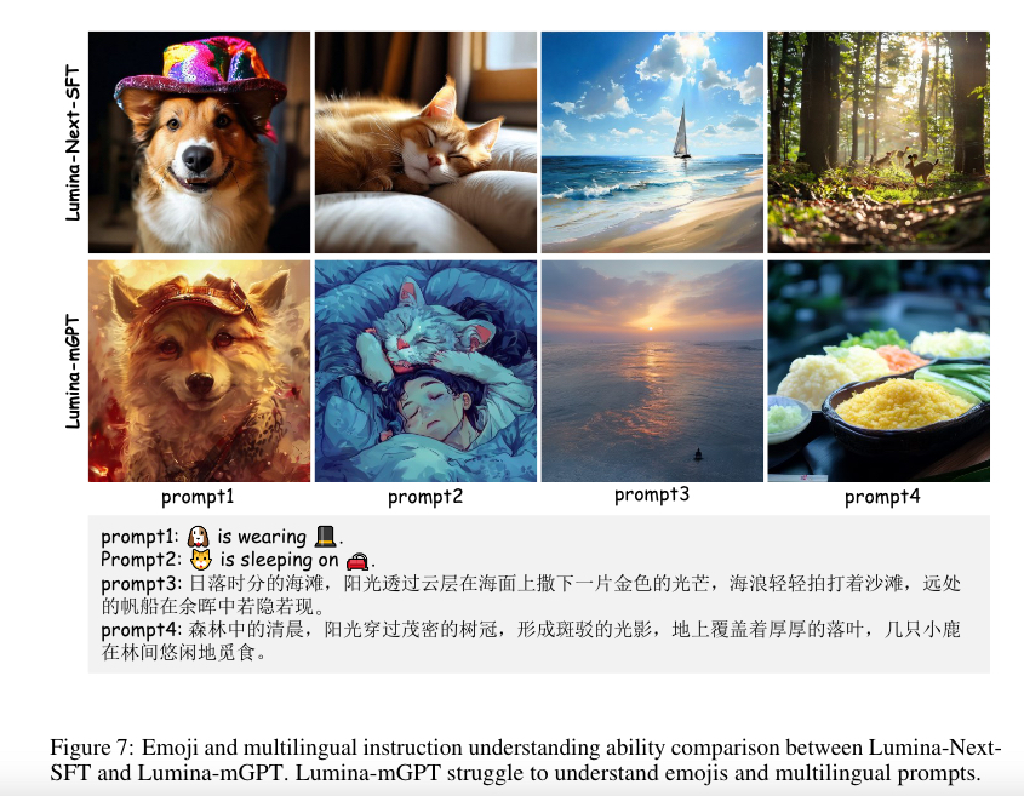 Lumina-Next-SFT
Lumina-mGPT
prompt1
prompt2
prompt3
prompt4
prompt1: 🐶 is wearing 🎩.
Prompt2: 🐱 is sleeping on 👜.
prompt3: 日落时分的海滩，阳光透过云层在海面上撒下一片金色的光芒，海浪轻轻拍打着沙滩，远处
的帆船在余晖中若隐若现。
prompt4: 森林中的清晨，阳光穿过茂密的树冠，形成斑驳的光影，地上覆盖着厚厚的落叶，几只小鹿
在林间悠闲地觅食。
Figure 7: Emoji and multilingual instruction understanding ability comparison between Lumina-Next-
SFT and Lumina-mGPT. Lumina-mGPT struggle to understand emojis and multilingual prompts.